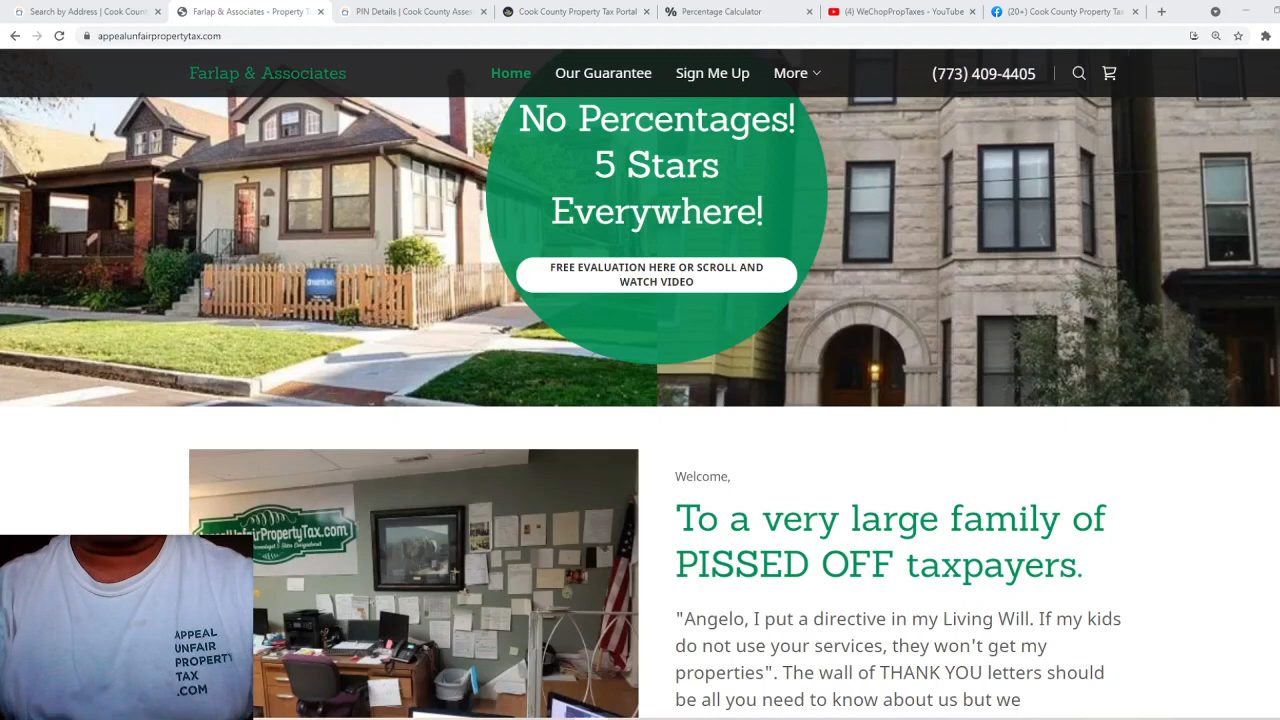 Search by Address | Cook Coun
Farlap & Associates - Property T
PIN Details | Cook County Asses
Cook County Property Tax Portal
Percentage Calculator
(4) WeChopPropTaxes - YouTube
(20+) Cook County Property Tax
appealunfairpropertytax.com
Farlap & Associates
Home
Our Guarantee
Sign Me Up
More
(773) 409-4405
No Percentages!
5 Stars
Everywhere!
FREE EVALUATION HERE OR SCROLL AND
WATCH VIDEO
Welcome,
To a very large family of
PISSED OFF taxpayers.
"Angelo, I put a directive in my Living Will. If my kids
do not use your services, they won't get my
properties". The wall of THANK YOU letters should
be all you need to know about us but we
UnfairPropertyTax.com
APPEAL
UNFAIR
PROPERTY
TAX
.COM